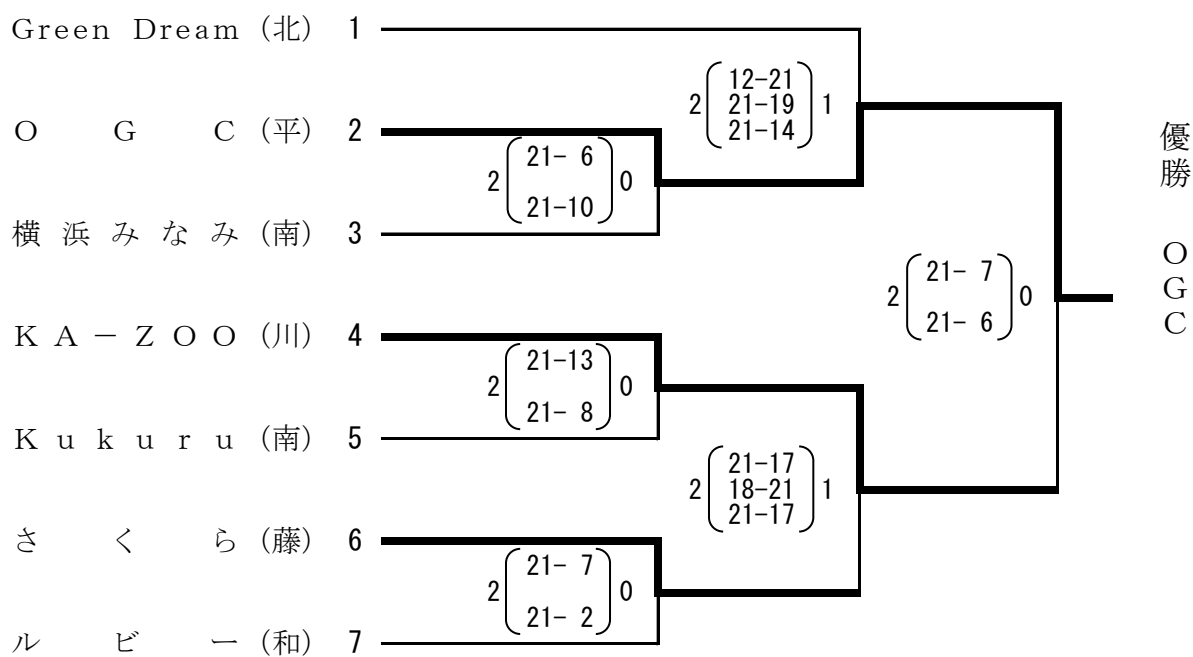 Green Dream (北) 1
12-21
2 21-19 1
21-14
ＯＧＣ (平) 2
21- 6
2 0
21-10
横浜みなみ (南) 3
21- 7
2 0
21- 6
ＫＡ－ＺＯＯ (川) 4
21-13
2 0
21- 8
Ｋｕｋｕｒｕ (南) 5
21-17
2 18-21 1
21-17
さくら (藤) 6
21- 7
2 0
21- 2
ルビー (和) 7
優勝 ＯＧＣ